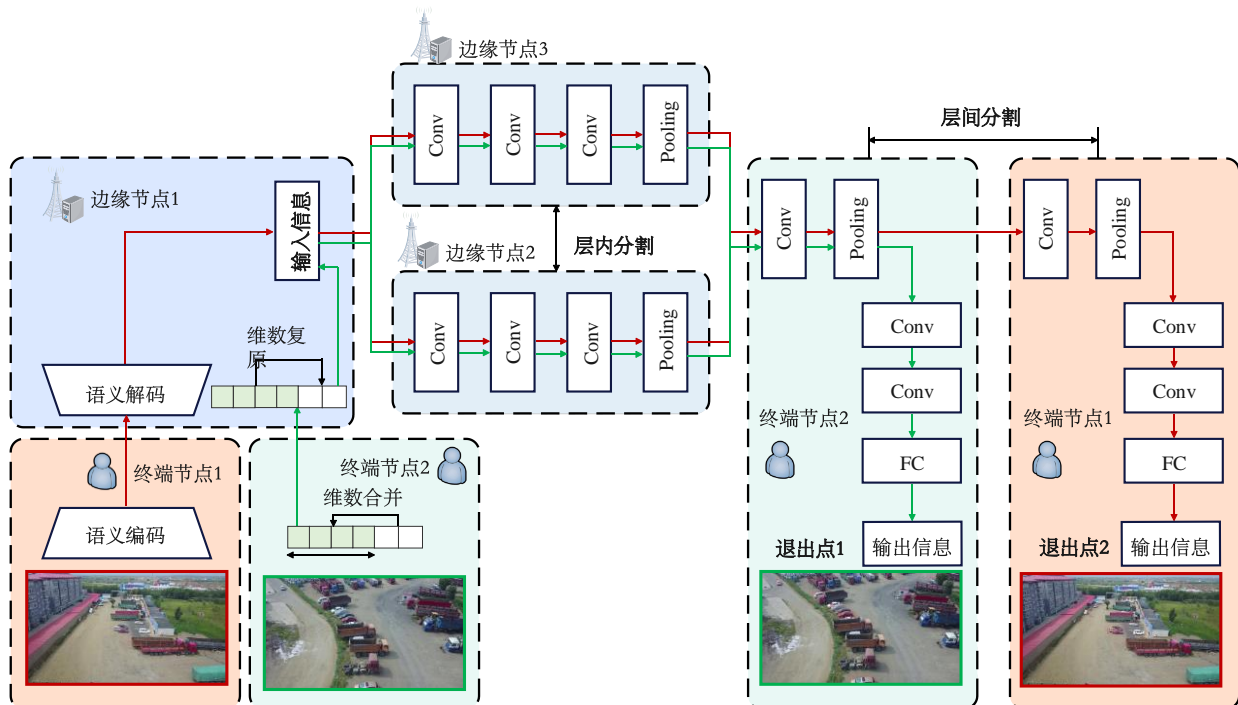 边缘节点3
Conv
Conv
Conv
Pooling
层间分割
边缘节点1
输入信息
边缘节点2
层内分割
Conv
Conv
Conv
Pooling
Conv
Pooling
Conv
Pooling
维数复
原
语义解码
Conv
Conv
Conv
Conv
终端节点2
终端节点1
FC
FC
终端节点1
终端节点2
维数合并
语义编码
退出点1
输出信息
退出点2
输出信息